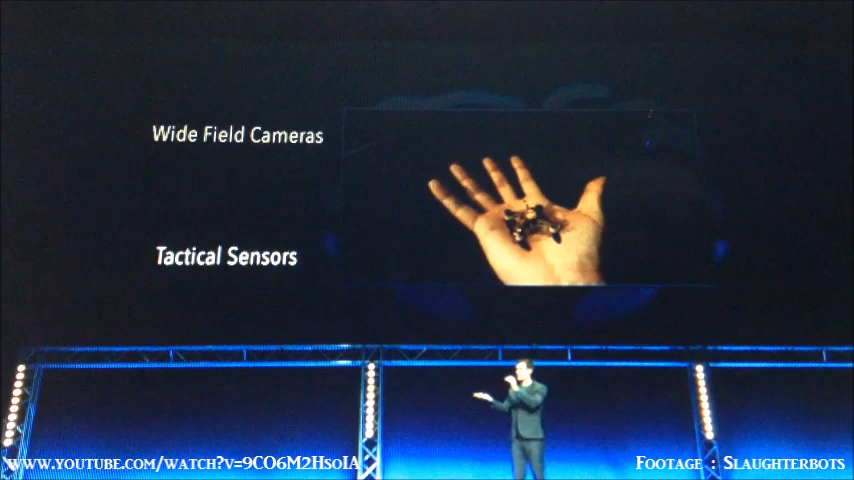 Wide Field Cameras
Tactical Sensors
www.youtube.com/watch?v=9CO6M2HsoIA
Footage : Slaughterbots